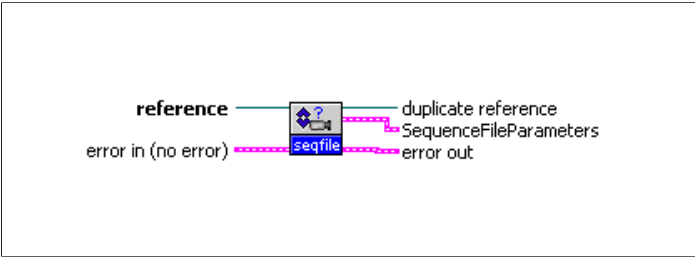 reference
duplicate reference
?
SequenceFileParameters
error in (no error)
seqfile
error out